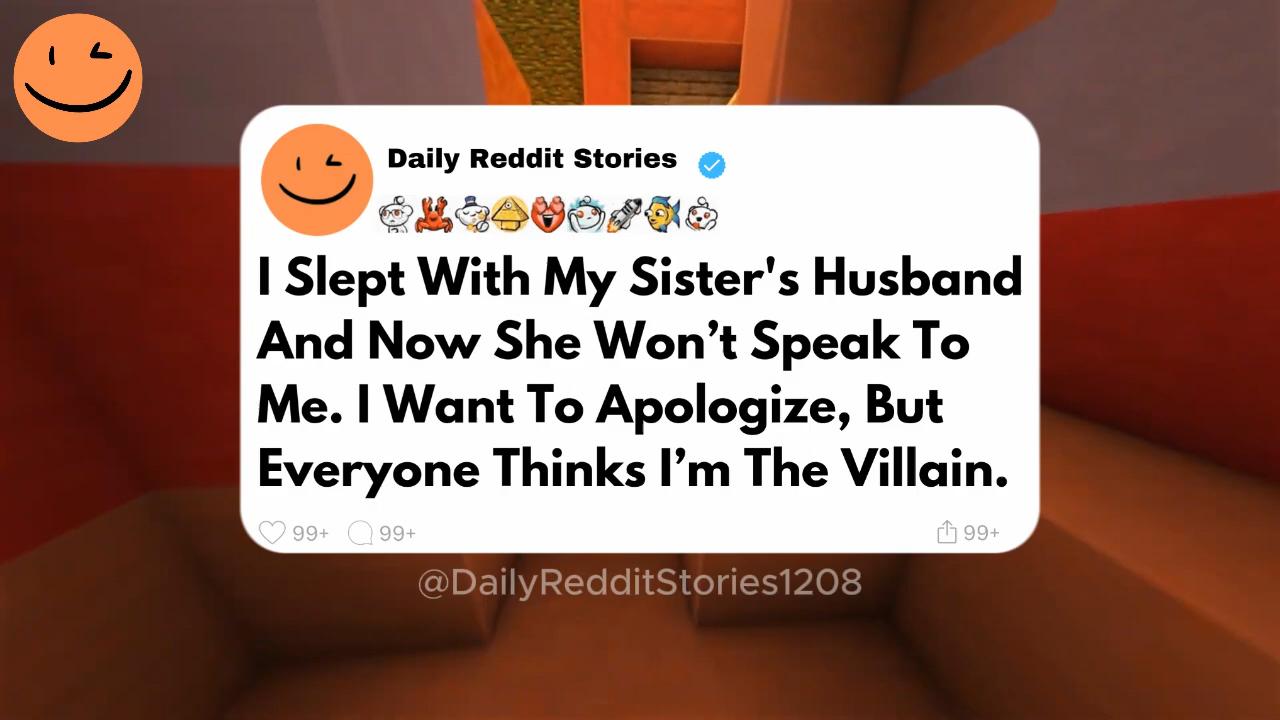 Daily Reddit Stories
I Slept With My Sister's Husband
And Now She Won’t Speak To
Me. I Want To Apologize, But
Everyone Thinks I’m The Villain.
99+ 99+ 99+
@DailyRedditStories1208